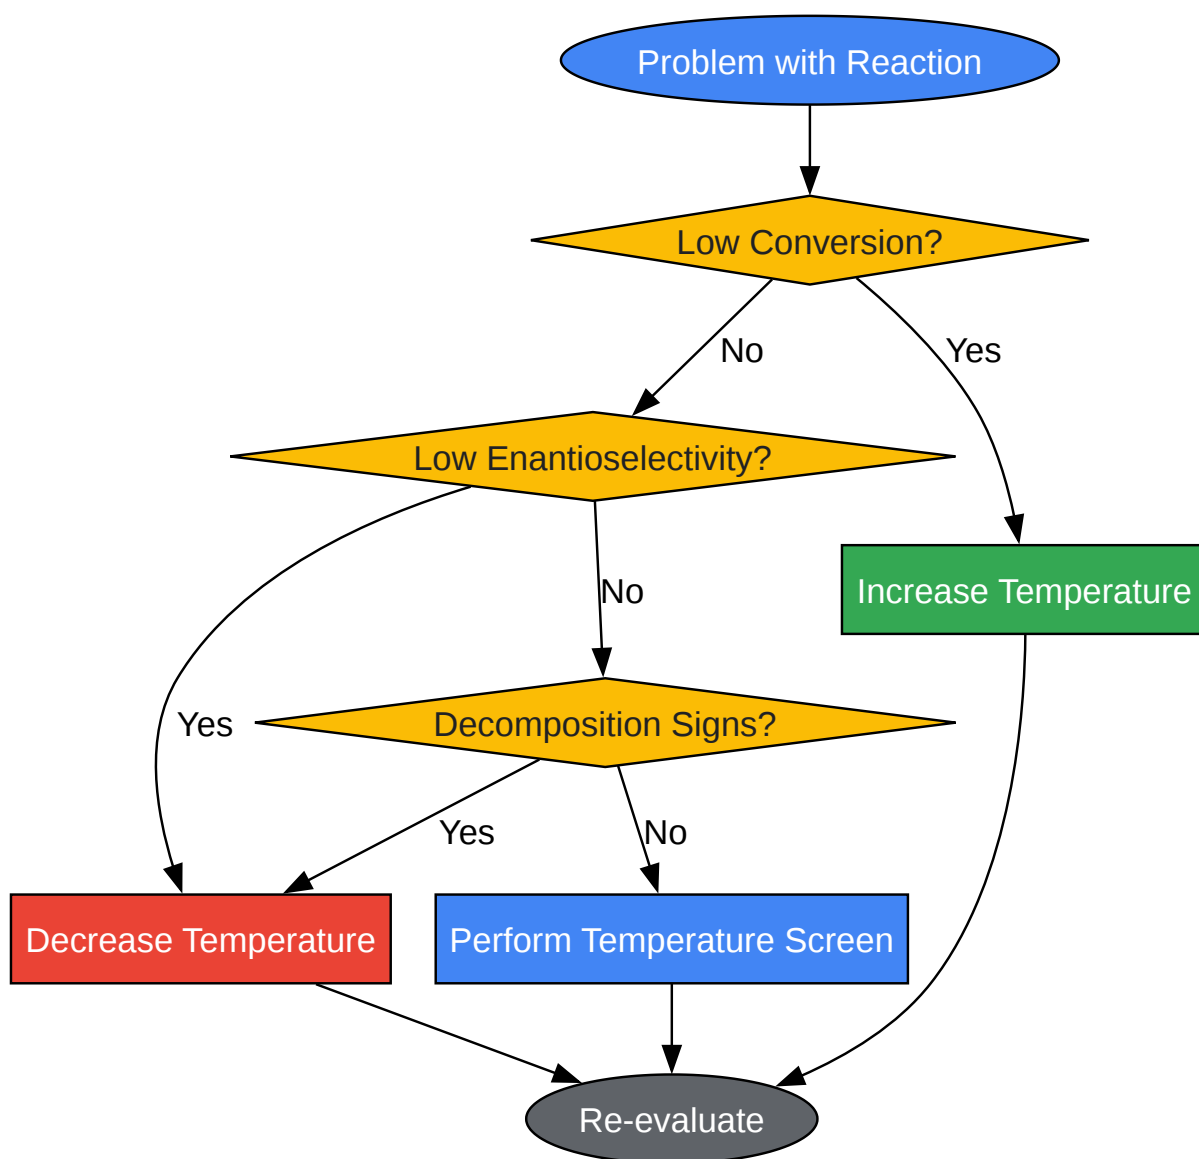 Problem with Reaction
Low Conversion?
No
Yes
Low Enantioselectivity?
No
Increase Temperature
Yes
Decomposition Signs?
Yes
No
Decrease Temperature
Perform Temperature Screen
Re-evaluate